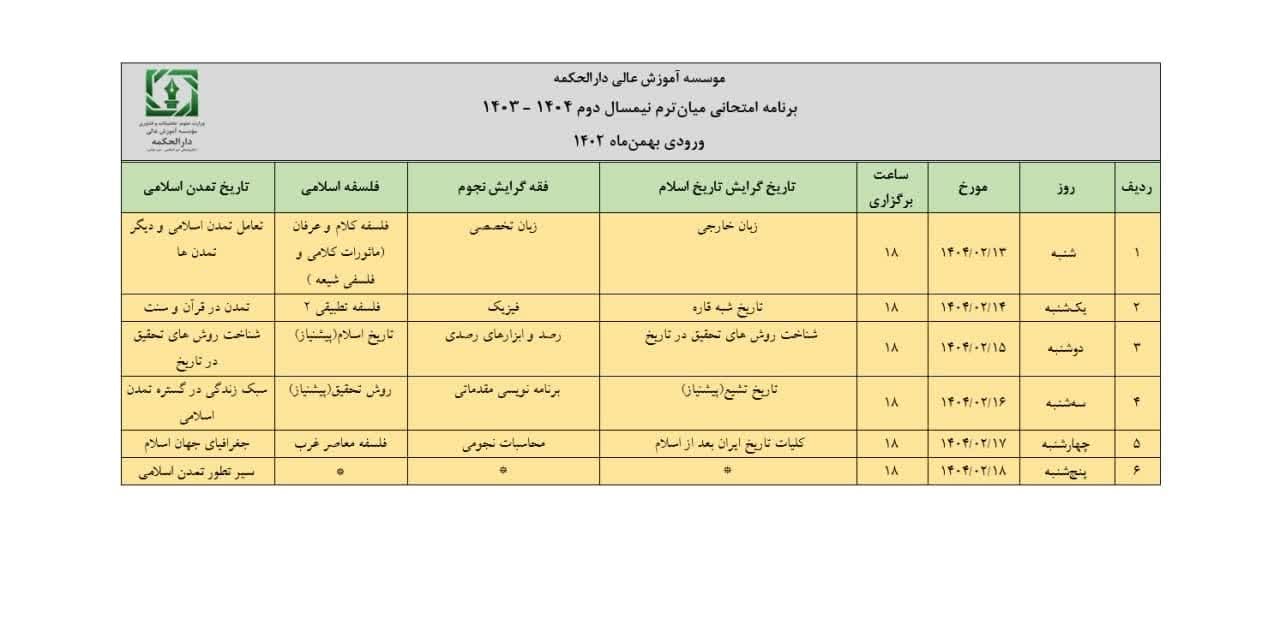 موسسه آموزش عالی دارالحکمه
برنامه امتحانی میان‌ترم نیمسال دوم ۱۴۰۴ - ۱۴۰۳
ورودی بهمن‌ماه ۱۴۰۲
وزارت علوم، تحقیقات و فناوری
مؤسسه آموزش عالی
دارالحکمه
ردیف روز مورخ ساعت برگزاری تاریخ گرایش تاریخ اسلام فقه گرایش نجوم فلسفه اسلامی تاریخ تمدن اسلامی
۱ شنبه ۱۴۰۴/۰۲/۱۳ ۱۸ زبان خارجی زبان تخصصی فلسفه کلام و عرفان (ماثورات کلامی و فلسفی شیعه ) تعامل تمدن اسلامی و دیگر تمدن ها
۲ یک‌شنبه ۱۴۰۴/۰۲/۱۴ ۱۸ تاریخ شبه قاره فیزیک فلسفه تطبیقی ۲ تمدن در قرآن و سنت
۳ دوشنبه ۱۴۰۴/۰۲/۱۵ ۱۸ شناخت روش های تحقیق در تاریخ رصد و ابزارهای رصدی تاریخ اسلام(پیشنیاز) شناخت روش های تحقیق در تاریخ
۴ سه‌شنبه ۱۴۰۴/۰۲/۱۶ ۱۸ تاریخ تشیع(پیشنیاز) برنامه نویسی مقدماتی روش تحقیق(پیشنیاز) سبک زندگی در گستره تمدن اسلامی
۵ چهارشنبه ۱۴۰۴/۰۲/۱۷ ۱۸ کلیات تاریخ ایران بعد از اسلام محاسبات نجومی فلسفه معاصر غرب جغرافیای جهان اسلام
۶ پنج‌شنبه ۱۴۰۴/۰۲/۱۸ ۱۸ * * * سیر تطور تمدن اسلامی